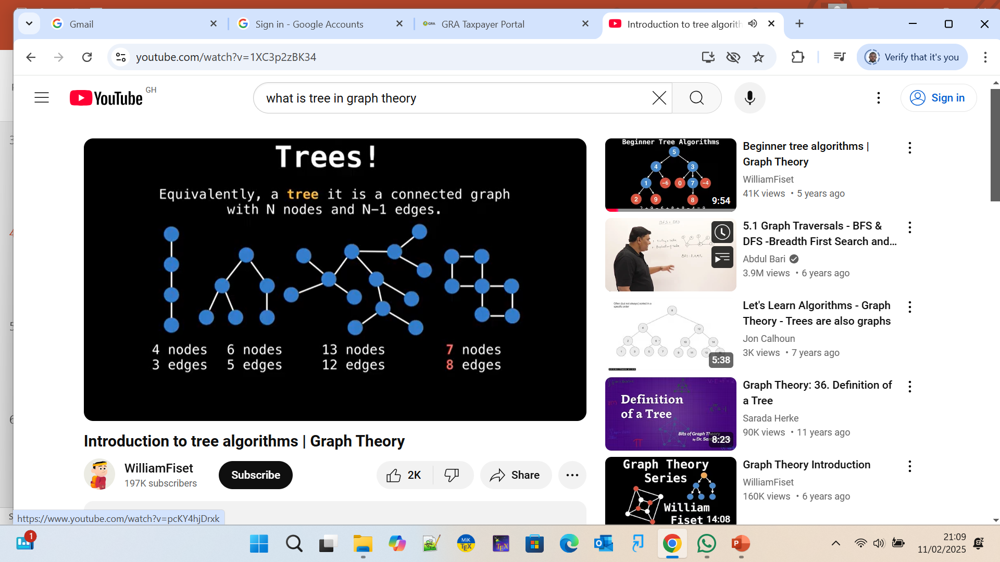 Gmail
Sign in - Google Accounts
GRA Taxpayer Portal
Introduction to tree algorith
youtube.com/watch?v=1XC3p2zBK34
Verify that it's you
YouTube GH
what is tree in graph theory
Sign in
Trees!
Equivalently, a tree it is a connected graph
with N nodes and N-1 edges.
4 nodes
3 edges
6 nodes
5 edges
13 nodes
12 edges
7 nodes
8 edges
Introduction to tree algorithms | Graph Theory
WilliamFiset
197K subscribers
Subscribe
2K
Share
Beginner Tree Algorithms
5
4
3
1
-6
0
7
-4
2
9
8
9:54
Beginner tree algorithms |
Graph Theory
WilliamFiset
41K views • 5 years ago
5.1 Graph Traversals - BFS &
DFS -Breadth First Search and...
Abdul Bari
3.9M views • 6 years ago
5:38
Let's Learn Algorithms - Graph
Theory - Trees are also graphs
Jon Calhoun
3K views • 7 years ago
Definition
of a Tree
Bits of Graph Theory
8:23
Graph Theory: 36. Definition of
a Tree
Sarada Herke
90K views • 11 years ago
Graph Theory
Series
William
Fiset
14:08
Graph Theory Introduction
WilliamFiset
160K views • 6 years ago
https://www.youtube.com/watch?v=pcKY4hjDrxk
1
21:09
11/02/2025